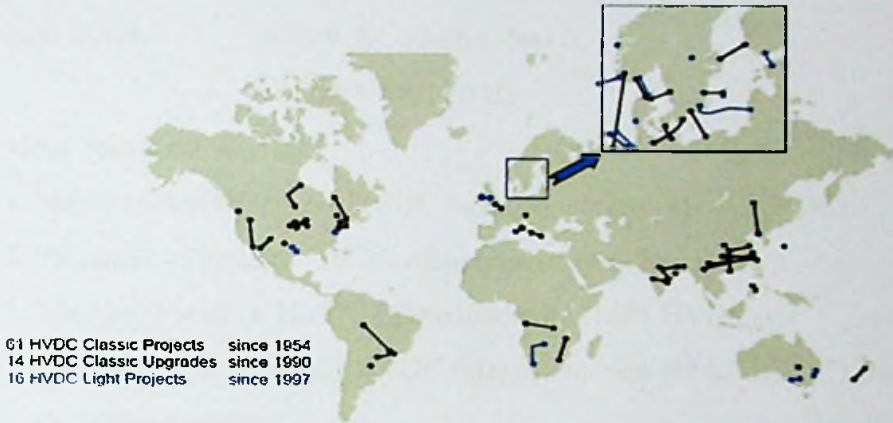 61 HVDC Classic Projects since 1954
14 HVDC Classic Upgrades since 1990
16 HVDC Light Projects since 1997